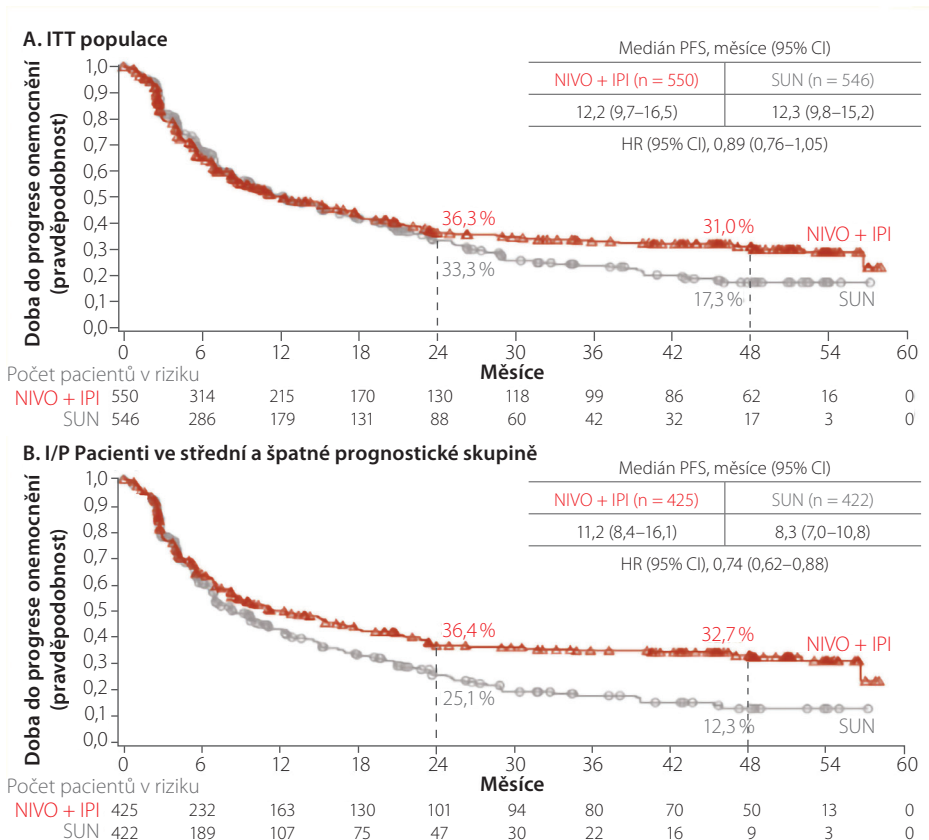 A. ITT populace
Medián PFS, měsíce (95% CI)
NIVO + IPI (n = 550) SUN (n = 546)
12,2 (9,7–16,5) 12,3 (9,8–15,2)
HR (95% CI), 0,89 (0,76–1,05)
Doba do progrese onemocnění
(pravděpodobnost)
1,0
0,9
0,8
0,7
0,6
0,5
0,4
0,3
0,2
0,1
0,0
36,3 %
31,0 %
NIVO + IPI
33,3 %
17,3 %
SUN
0 6 12 18 24 30 36 42 48 54 60
Měsíce
Počet pacientů v riziku
NIVO + IPI 550 314 215 170 130 118 99 86 62 16 0
SUN 546 286 179 131 88 60 42 32 17 3 0
B. I/P Pacienti ve střední a špatné prognostické skupině
Medián PFS, měsíce (95% CI)
NIVO + IPI (n = 425) SUN (n = 422)
11,2 (8,4–16,1) 8,3 (7,0–10,8)
HR (95% CI), 0,74 (0,62–0,88)
Doba do progrese onemocnění
(pravděpodobnost)
1,0
0,9
0,8
0,7
0,6
0,5
0,4
0,3
0,2
0,1
0,0
36,4 %
32,7 %
NIVO + IPI
25,1 %
12,3 %
SUN
0 6 12 18 24 30 36 42 48 54 60
Měsíce
Počet pacientů v riziku
NIVO + IPI 425 232 163 130 101 94 80 70 50 13 0
SUN 422 189 107 75 47 30 22 16 9 3 0